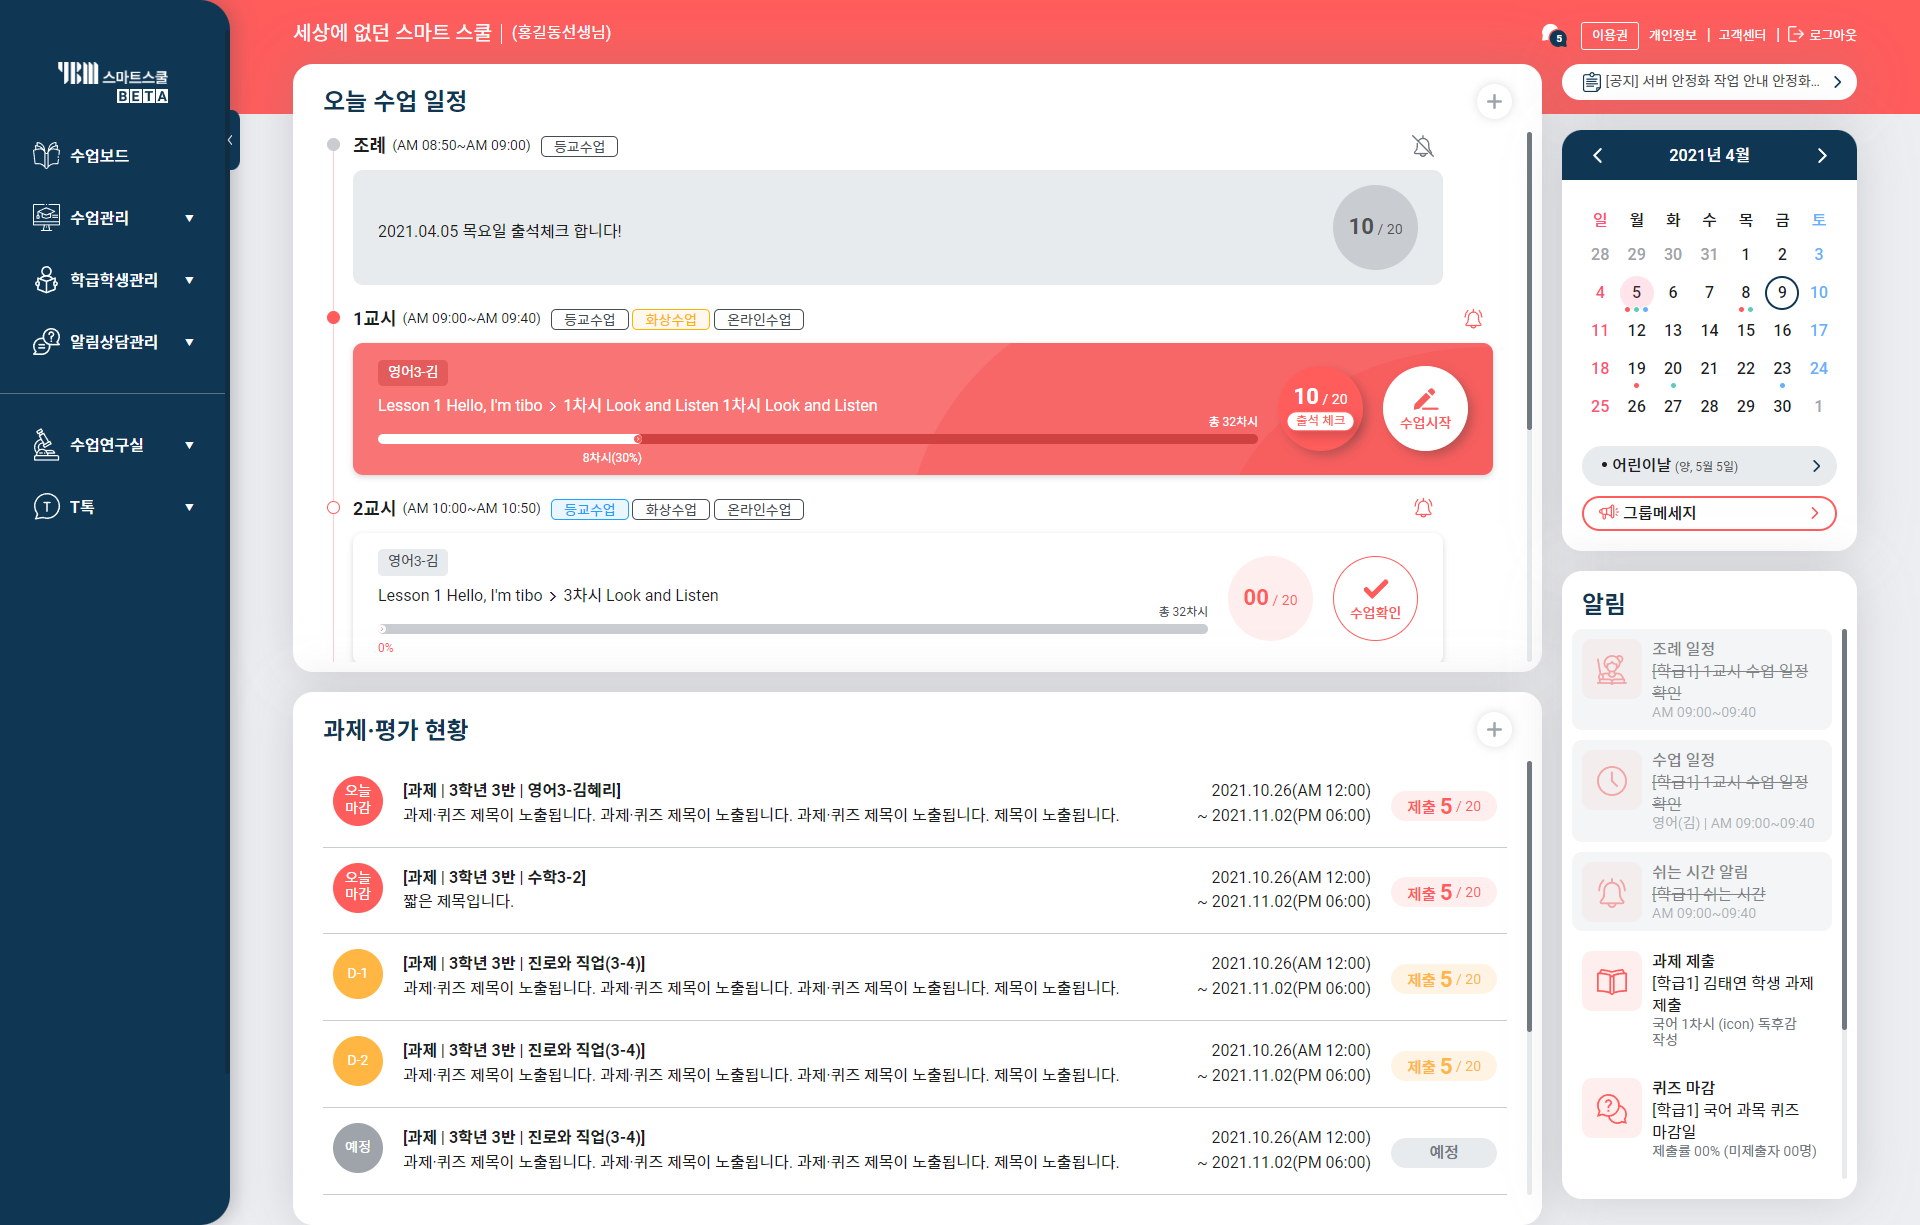 YBM 스마트스쿨
BETA
수업보드
수업관리 ▼
학급학생관리 ▼
알림상담관리 ▼
수업연구실 ▼
T T톡 ▼
세상에 없던 스마트 스쿨 | (홍길동선생님)
5 이용권 개인정보 | 고객센터 | 로그아웃
[공지] 서버 안정화 작업 안내 안정화...
오늘 수업 일정
조례 (AM 08:50~AM 09:00) 등교수업
2021.04.05 목요일 출석체크 합니다!
10 / 20
1교시 (AM 09:00~AM 09:40) 등교수업 화상수업 온라인수업
영어3-김
Lesson 1 Hello, I'm tibo > 1차시 Look and Listen 1차시 Look and Listen
총 32차시
8차시(30%)
10 / 20
출석 체크
수업시작
2교시 (AM 10:00~AM 10:50) 등교수업 화상수업 온라인수업
영어3-김
Lesson 1 Hello, I'm tibo > 3차시 Look and Listen
총 32차시
0%
00 / 20
수업확인
과제·평가 현황
오늘
마감
[과제 | 3학년 3반 | 영어3-김혜리]
과제·퀴즈 제목이 노출됩니다. 과제·퀴즈 제목이 노출됩니다. 과제·퀴즈 제목이 노출됩니다. 제목이 노출됩니다.
2021.10.26(AM 12:00)
~ 2021.11.02(PM 06:00)
제출 5 / 20
오늘
마감
[과제 | 3학년 3반 | 수학3-2]
짧은 제목입니다.
2021.10.26(AM 12:00)
~ 2021.11.02(PM 06:00)
제출 5 / 20
D-1
[과제 | 3학년 3반 | 진로와 직업(3-4)]
과제·퀴즈 제목이 노출됩니다. 과제·퀴즈 제목이 노출됩니다. 과제·퀴즈 제목이 노출됩니다. 제목이 노출됩니다.
2021.10.26(AM 12:00)
~ 2021.11.02(PM 06:00)
제출 5 / 20
D-2
[과제 | 3학년 3반 | 진로와 직업(3-4)]
과제·퀴즈 제목이 노출됩니다. 과제·퀴즈 제목이 노출됩니다. 과제·퀴즈 제목이 노출됩니다. 제목이 노출됩니다.
2021.10.26(AM 12:00)
~ 2021.11.02(PM 06:00)
제출 5 / 20
예정
[과제 | 3학년 3반 | 진로와 직업(3-4)]
과제·퀴즈 제목이 노출됩니다. 과제·퀴즈 제목이 노출됩니다. 과제·퀴즈 제목이 노출됩니다. 제목이 노출됩니다.
2021.10.26(AM 12:00)
~ 2021.11.02(PM 06:00)
예정
2021년 4월
일 월 화 수 목 금 토
28 29 30 31 1 2 3
4 5 6 7 8 9 10
11 12 13 14 15 16 17
18 19 20 21 22 23 24
25 26 27 28 29 30 1
• 어린이날 (양, 5월 5일)
그룹메세지
알림
조례 일정
[학급1] 1교시 수업 일정
확인
AM 09:00~09:40
수업 일정
[학급1] 1교시 수업 일정
확인
영어(김) | AM 09:00~09:40
쉬는 시간 알림
[학급1] 쉬는 시간
AM 09:00~09:40
과제 제출
[학급1] 김태연 학생 과제
제출
국어 1차시 (icon) 독후감
작성
퀴즈 마감
[학급1] 국어 과목 퀴즈
마감일
제출률 00% (미제출자 00명)